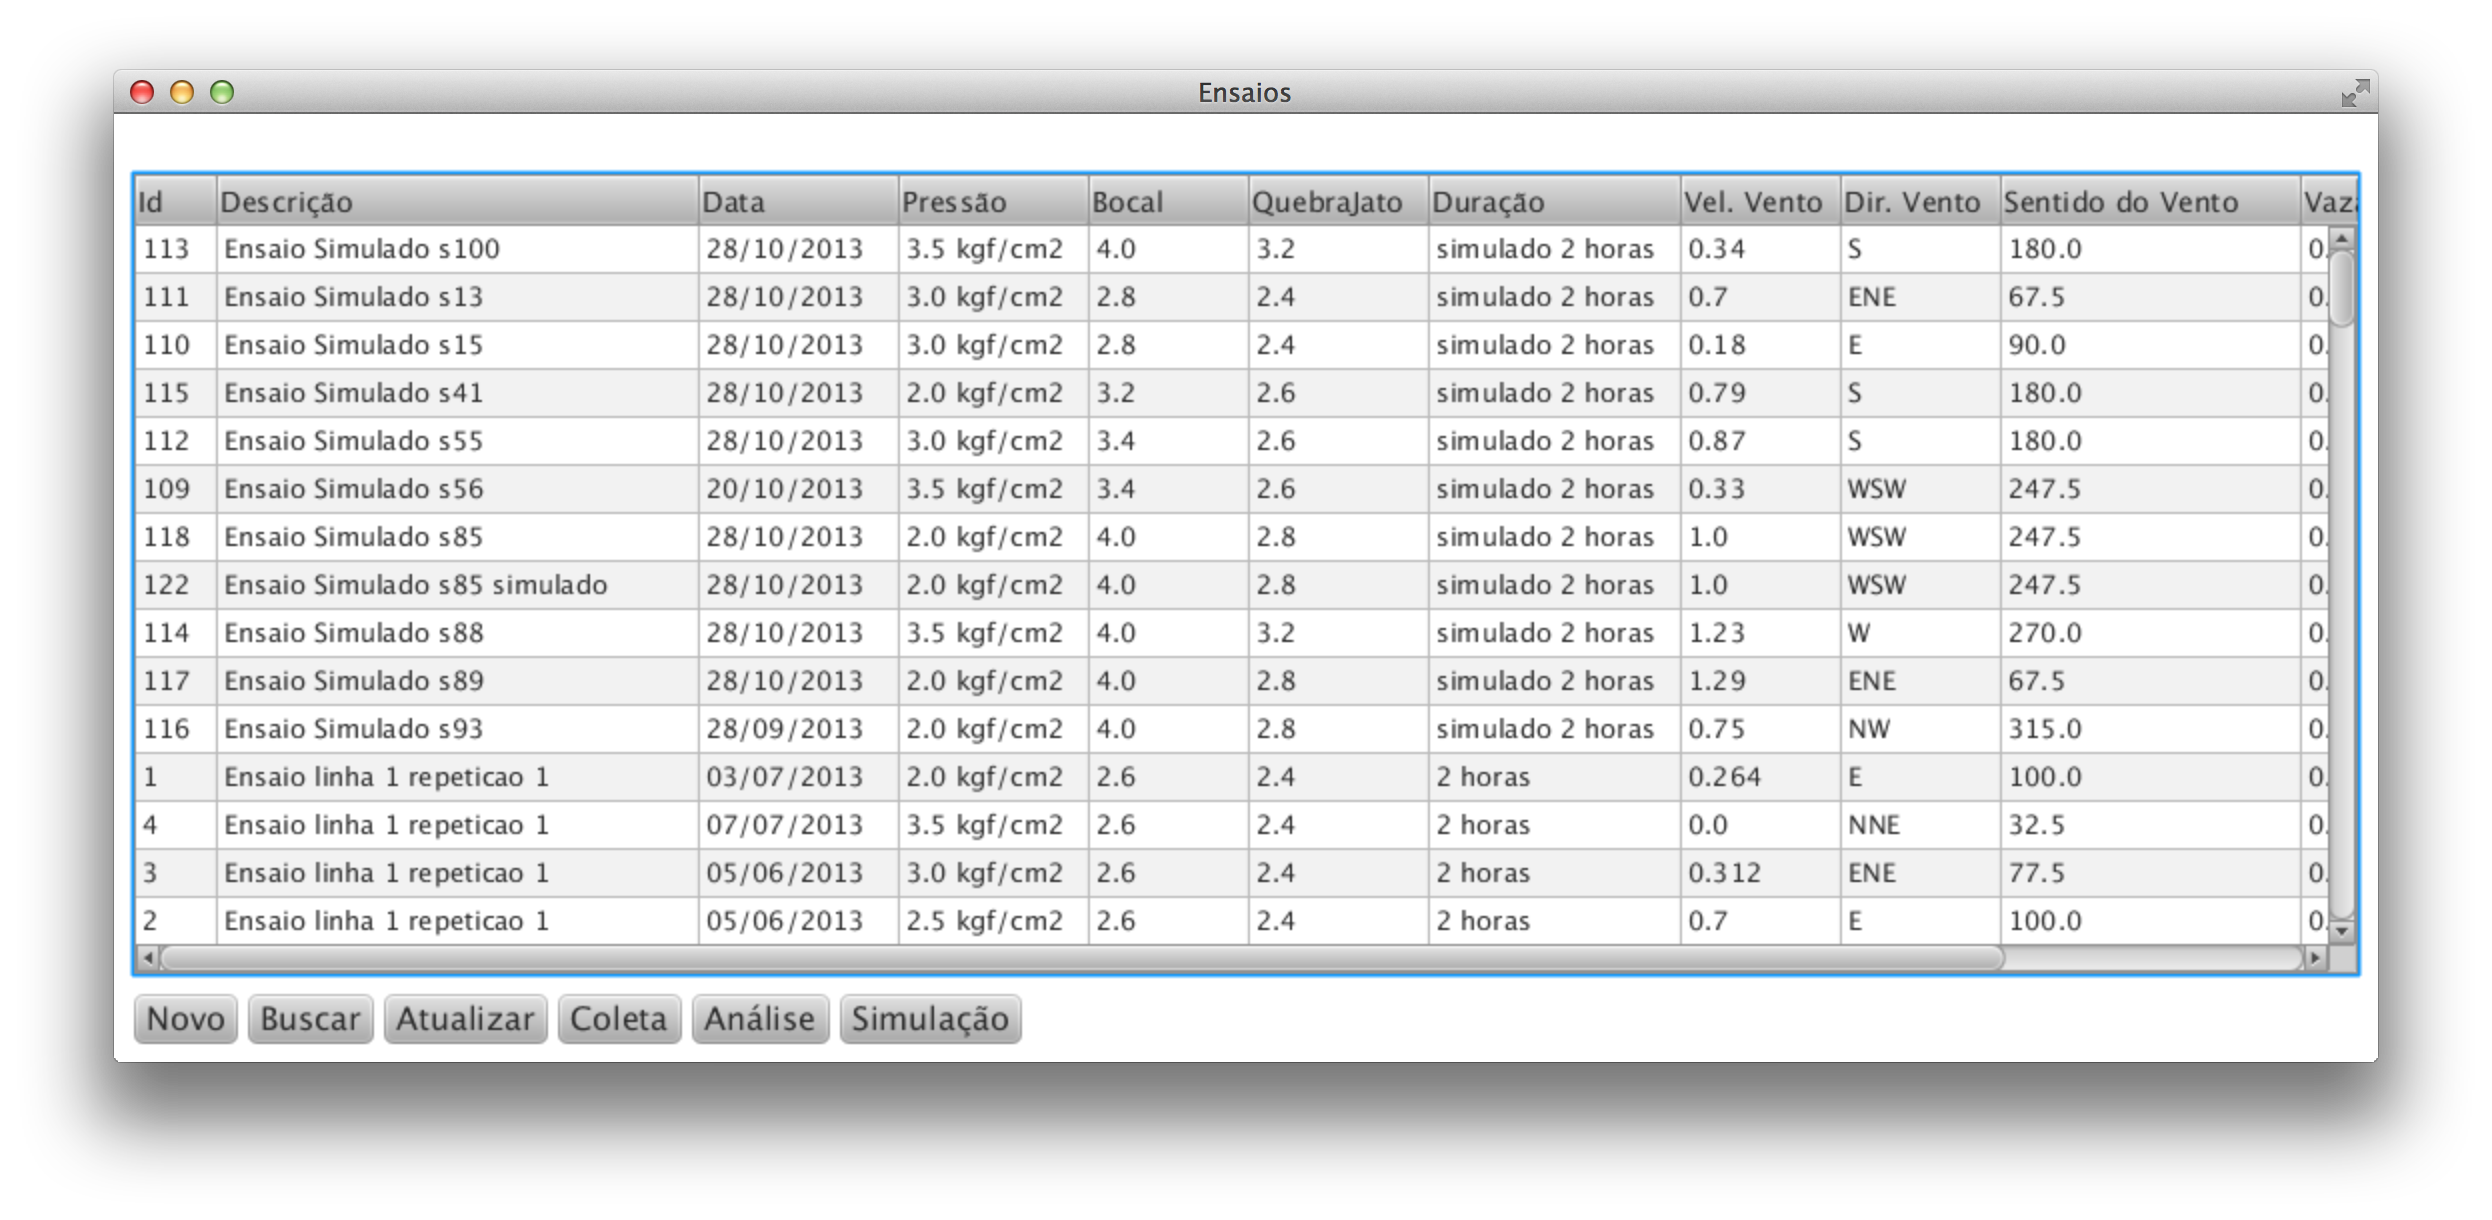 Ensaios
Id Descrição Data Pressão Bocal QuebraJato Duração Vel. Vento Dir. Vento Sentido do Vento
113 Ensaio Simulado s100 28/10/2013 3.5 kgf/cm2 4.0 3.2 simulado 2 horas 0.34 S 180.0 0.
111 Ensaio Simulado s13 28/10/2013 3.0 kgf/cm2 2.8 2.4 simulado 2 horas 0.7 ENE 67.5 0.
110 Ensaio Simulado s15 28/10/2013 3.0 kgf/cm2 2.8 2.4 simulado 2 horas 0.18 E 90.0 0.
115 Ensaio Simulado s41 28/10/2013 2.0 kgf/cm2 3.2 2.6 simulado 2 horas 0.79 S 180.0 0.
112 Ensaio Simulado s55 28/10/2013 3.0 kgf/cm2 3.4 2.6 simulado 2 horas 0.87 S 180.0 0.
109 Ensaio Simulado s56 20/10/2013 3.5 kgf/cm2 3.4 2.6 simulado 2 horas 0.33 WSW 247.5 0.
118 Ensaio Simulado s85 28/10/2013 2.0 kgf/cm2 4.0 2.8 simulado 2 horas 1.0 WSW 247.5 0.
122 Ensaio Simulado s85 simulado 28/10/2013 2.0 kgf/cm2 4.0 2.8 simulado 2 horas 1.0 WSW 247.5 0.
114 Ensaio Simulado s88 28/10/2013 3.5 kgf/cm2 4.0 3.2 simulado 2 horas 1.23 W 270.0 0.
117 Ensaio Simulado s89 28/10/2013 2.0 kgf/cm2 4.0 2.8 simulado 2 horas 1.29 ENE 67.5 0.
116 Ensaio Simulado s93 28/09/2013 2.0 kgf/cm2 4.0 2.8 simulado 2 horas 0.75 NW 315.0 0.
1 Ensaio linha 1 repeticao 1 03/07/2013 2.0 kgf/cm2 2.6 2.4 2 horas 0.264 E 100.0 0.
4 Ensaio linha 1 repeticao 1 07/07/2013 3.5 kgf/cm2 2.6 2.4 2 horas 0.0 NNE 32.5 0.
3 Ensaio linha 1 repeticao 1 05/06/2013 3.0 kgf/cm2 2.6 2.4 2 horas 0.312 ENE 77.5 0.
2 Ensaio linha 1 repeticao 1 05/06/2013 2.5 kgf/cm2 2.6 2.4 2 horas 0.7 E 100.0 0.
Novo Buscar Atualizar Coleta Análise Simulação